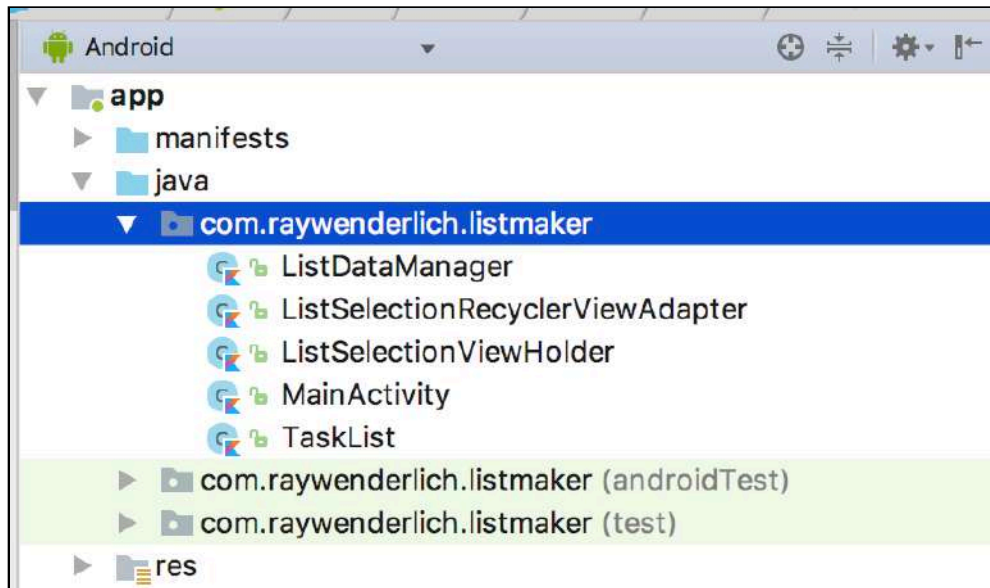 Android
app
manifests
java
com.raywenderlich.listmaker
ListDataManager
ListSelectionRecyclerViewAdapter
ListSelectionViewHolder
MainActivity
TaskList
com.raywenderlich.listmaker (androidTest)
com.raywenderlich.listmaker (test)
res